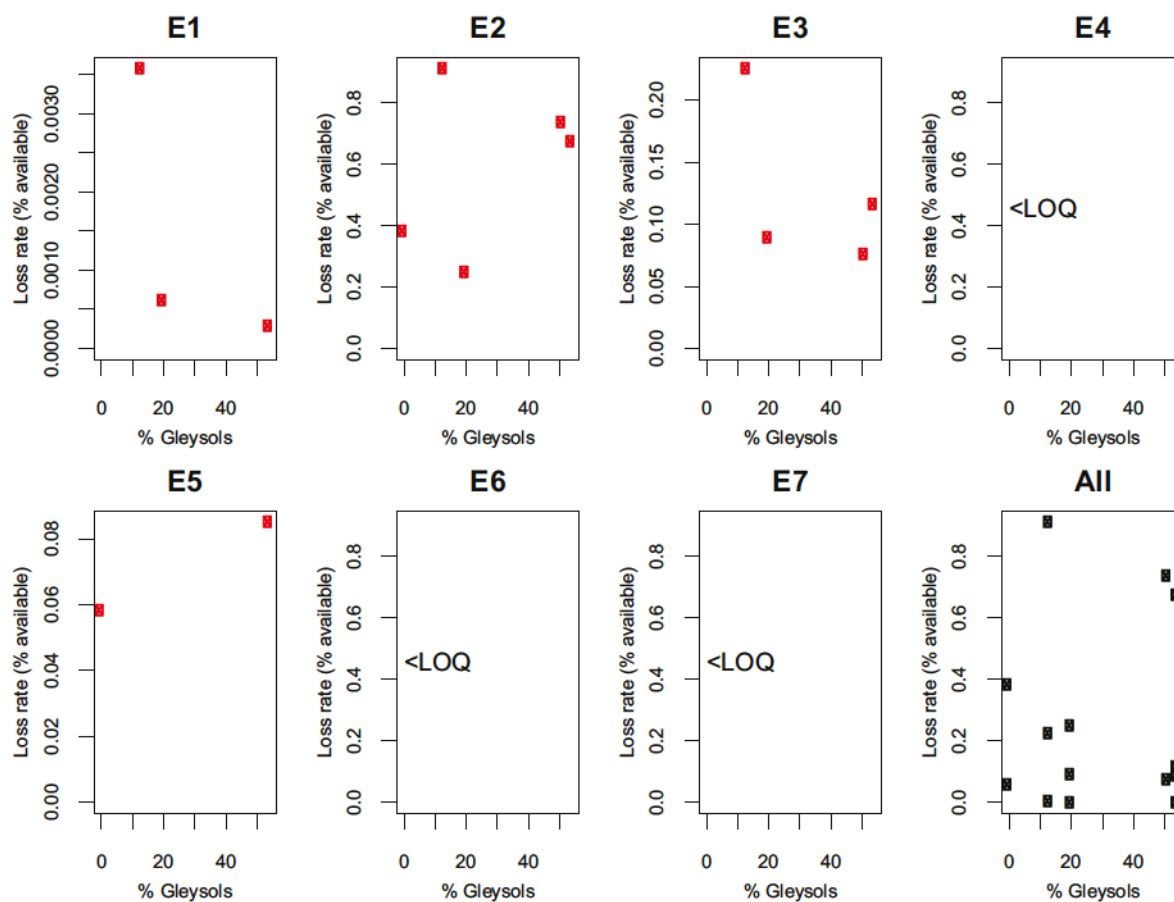 E1 E2 E3 E4
Loss rate (% available)
0.0000 0.0010 0.0020 0.0030
0 20 40
% Gleysols
Loss rate (% available)
0.0 0.2 0.4 0.6 0.8
0 20 40
% Gleysols
Loss rate (% available)
0.00 0.05 0.10 0.15 0.20
0 20 40
% Gleysols
Loss rate (% available)
0.0 0.2 0.4 0.6 0.8
<LOQ
0 20 40
% Gleysols
E5 E6 E7 All
Loss rate (% available)
0.00 0.02 0.04 0.06 0.08
0 20 40
% Gleysols
Loss rate (% available)
0.0 0.2 0.4 0.6 0.8
<LOQ
0 20 40
% Gleysols
Loss rate (% available)
0.0 0.2 0.4 0.6 0.8
<LOQ
0 20 40
% Gleysols
Loss rate (% available)
0.0 0.2 0.4 0.6 0.8
0 20 40
% Gleysols